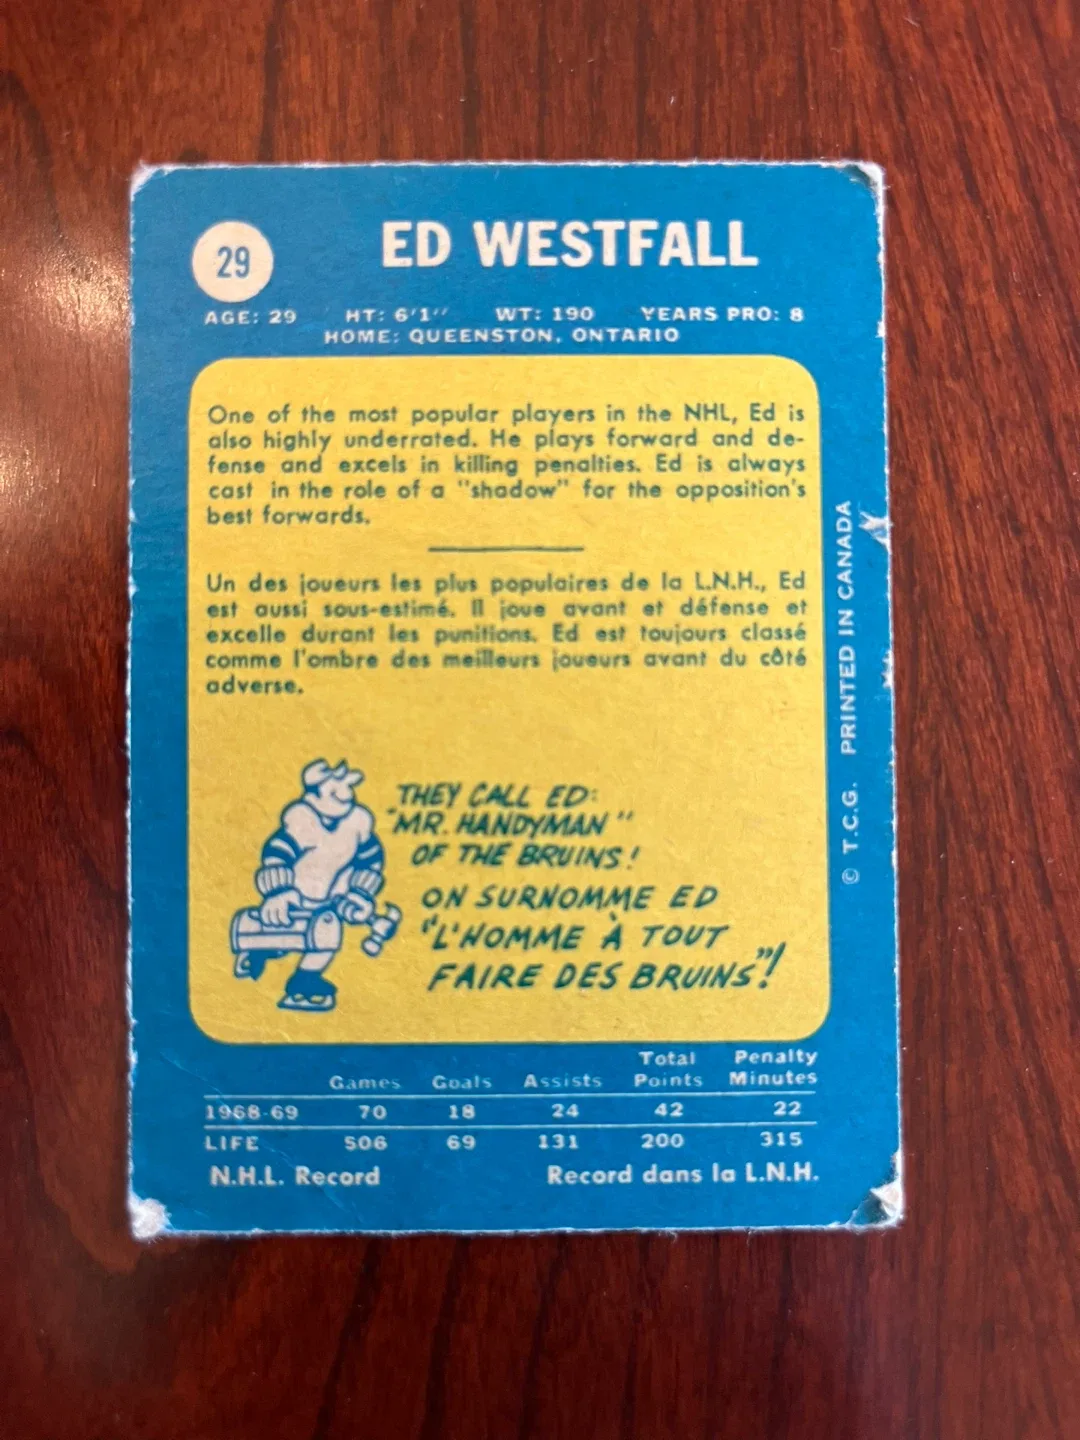 29
ED WESTFALL
AGE: 29 HT: 6'1'' WT: 190 YEARS PRO: 8
HOME: QUEENSTON, ONTARIO
One of the most popular players in the NHL, Ed is
also highly underrated. He plays forward and de-
fense and excels in killing penalties. Ed is always
cast in the role of a "shadow" for the opposition's
best forwards.
Un des joueurs les plus populaires de la L.N.H., Ed
est aussi sous-estimé. Il joue avant et défense et
excelle durant les punitions. Ed est toujours classé
comme l'ombre des meilleurs joueurs avant du côté
adverse.
THEY CALL ED:
"MR. HANDYMAN"
OF THE BRUINS!
ON SURNOMME ED
"L'HOMME À TOUT
FAIRE DES BRUINS"!
Total Penalty
Games Goals Assists Points Minutes
1968-69 70 18 24 42 22
LIFE 506 69 131 200 315
N.H.L. Record Record dans la L.N.H.
© T.C.G. PRINTED IN CANADA